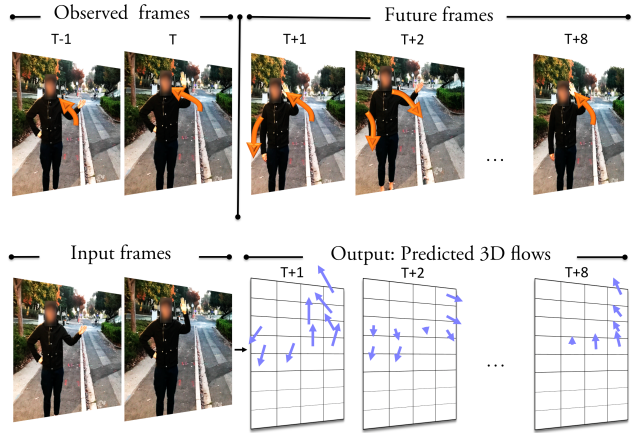 Observed frames
Future frames
T-1
T
T+1
T+2
T+8
...
Input frames
Output: Predicted 3D flows
T+1
T+2
T+8
...